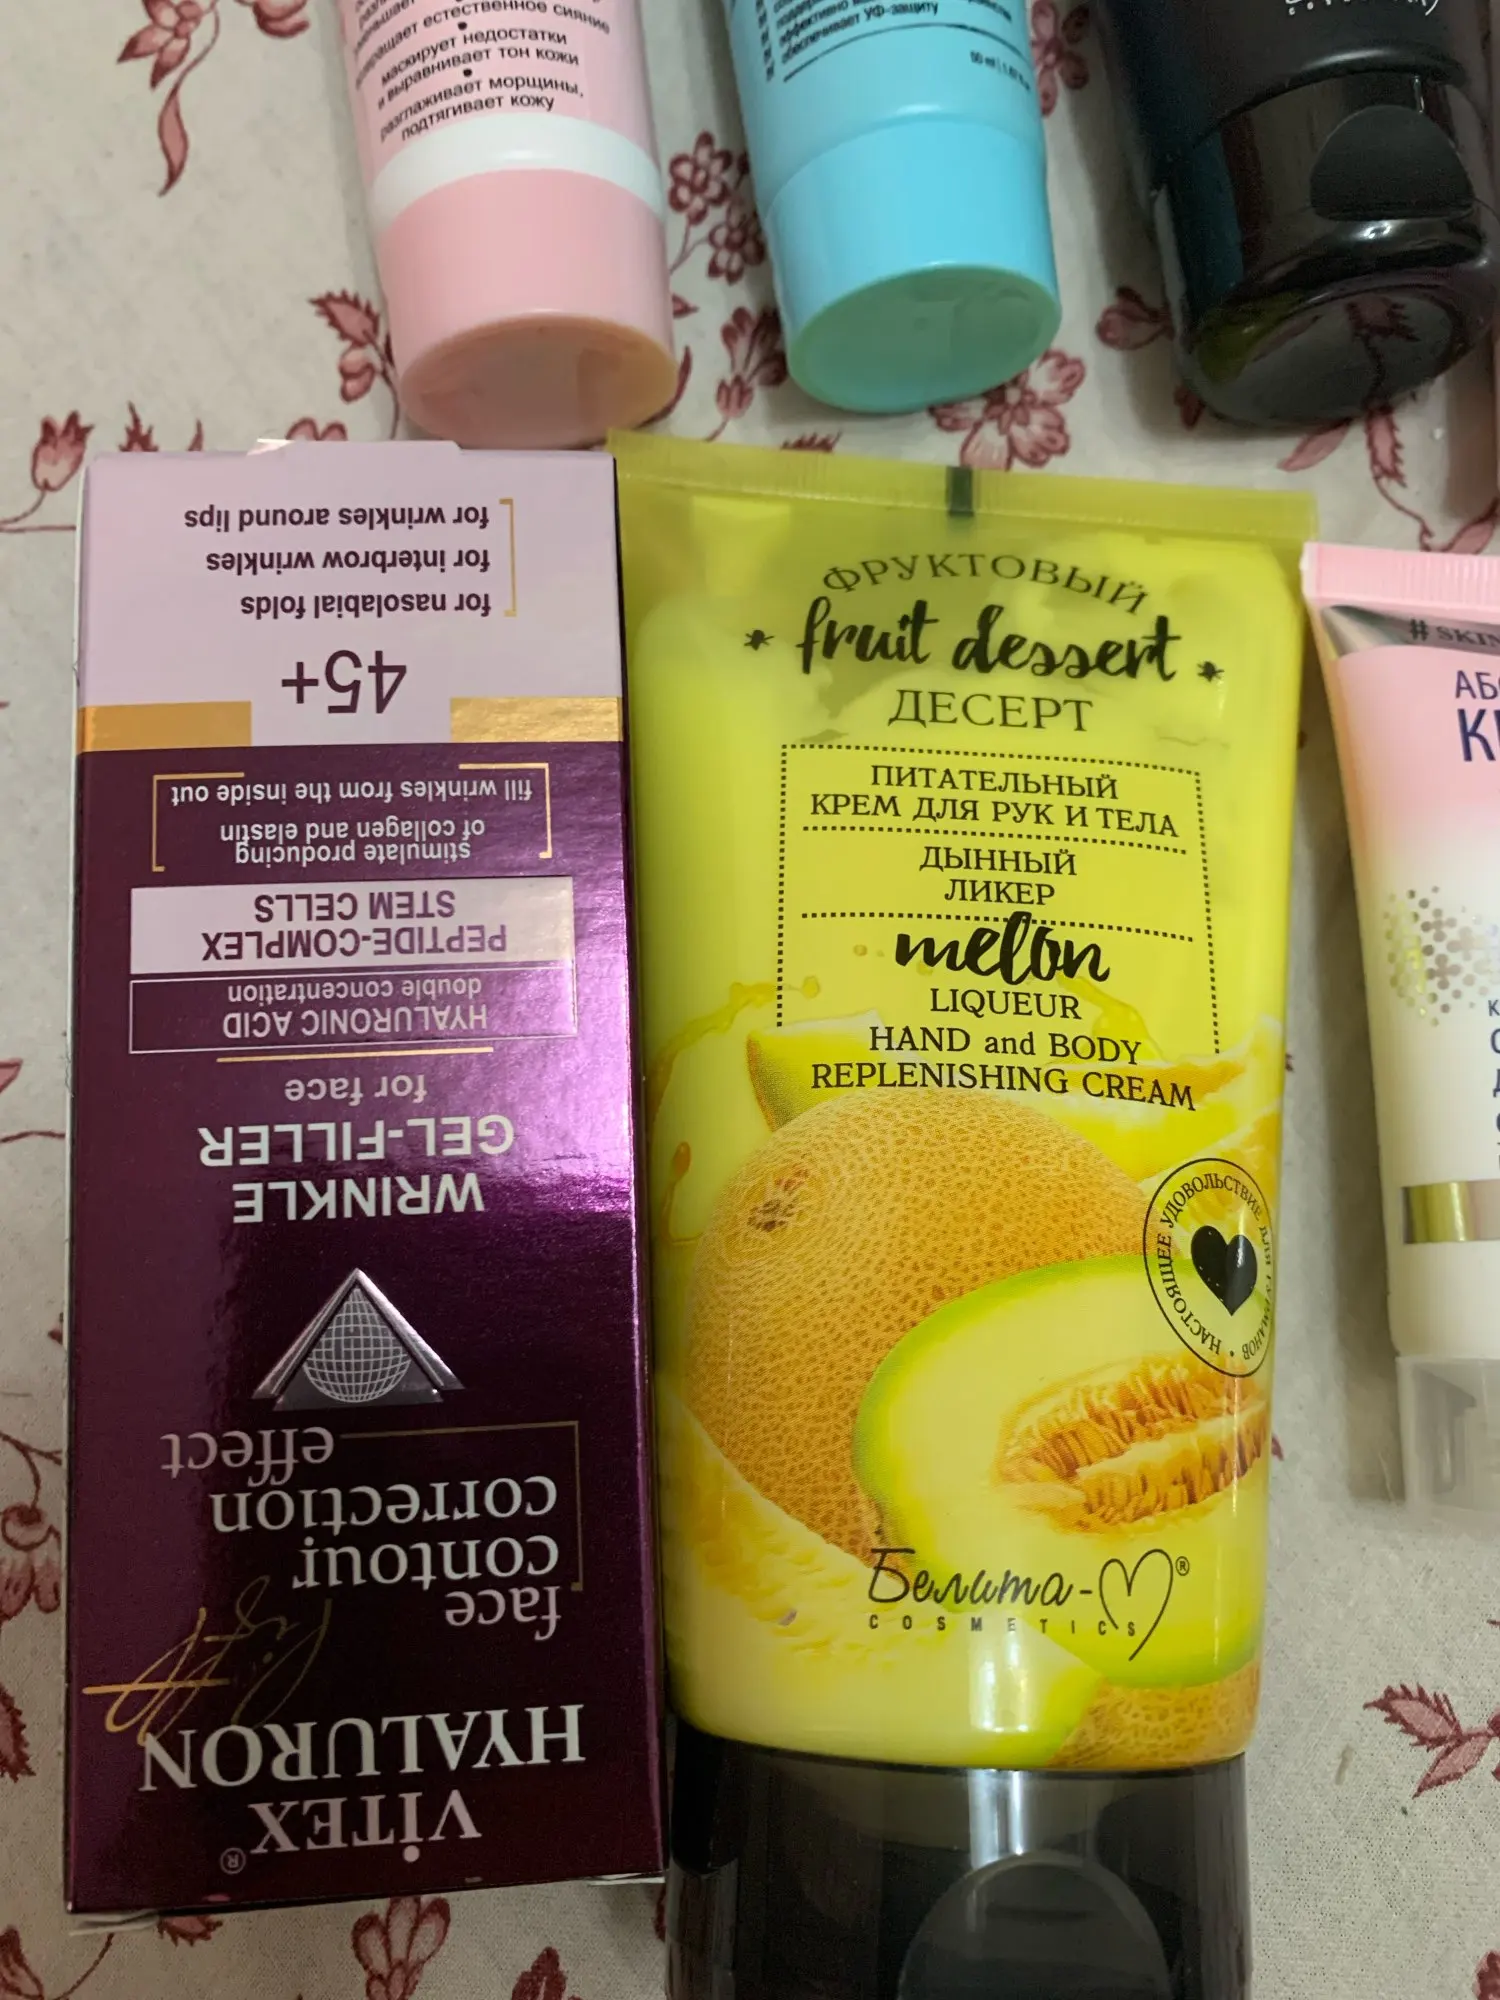 возвращает естественное сияние
•
маскирует недостатки
и выравнивает тон кожи
•
разглаживает морщины,
подтягивает кожу
обеспечивает УФ-защиту
VITEX®
HYALURON
Lift
face
contour
correction
effect
WRINKLE
GEL-FILLER
for face
HYALURONIC ACID
double concentration
PEPTIDE-COMPLEX
STEM CELLS
stimulate producing
of collagen and elastin
fill wrinkles from the inside out
45+
for nasolabial folds
for interbrow wrinkles
for wrinkles around lips
ФРУКТОВЫЙ
fruit dessert
ДЕСЕРТ
ПИТАТЕЛЬНЫЙ
КРЕМ ДЛЯ РУК И ТЕЛА
ДЫННЫЙ
ЛИКЕР
melon
LIQUEUR
HAND and BODY
REPLENISHING CREAM
НАСТОЯЩЕЕ УДОВОЛЬСТВИЕ ДЛЯ ГУРМАНОВ •
Белита-М®
COSMETICS